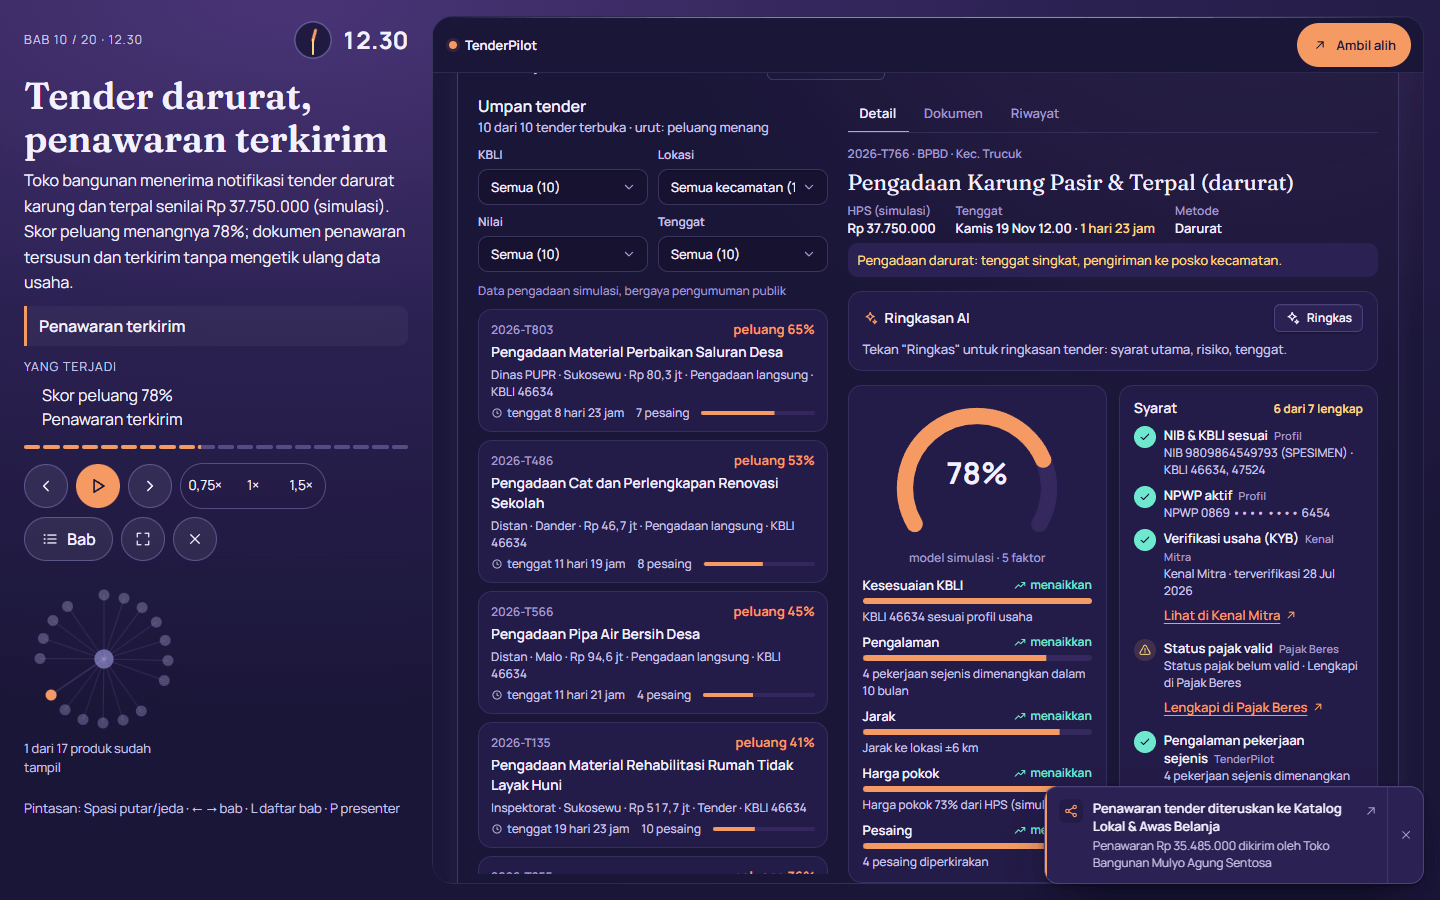 BAB 10 / 20 · 12.30
12.30
Tender darurat,
penawaran terkirim
Toko bangunan menerima notifikasi tender darurat
karung dan terpal senilai Rp 37.750.000 (simulasi).
Skor peluang menangnya 78%; dokumen penawaran
tersusun dan terkirim tanpa mengetik ulang data
usaha.
Penawaran terkirim
YANG TERJADI
Skor peluang 78%
Penawaran terkirim
0,75×
1×
1,5×
Bab
1 dari 17 produk sudah
tampil
Pintasan: Spasi putar/jeda · ← → bab · L daftar bab · P presenter
TenderPilot
Ambil alih
Umpan tender
10 dari 10 tender terbuka · urut: peluang menang
KBLI
Lokasi
Semua (10)
Semua kecamatan (1
Nilai
Tenggat
Semua (10)
Semua (10)
Data pengadaan simulasi, bergaya pengumuman publik
2026-T803
peluang 65%
Pengadaan Material Perbaikan Saluran Desa
Dinas PUPR · Sukosewu · Rp 80,3 jt · Pengadaan langsung ·
KBLI 46634
tenggat 8 hari 23 jam
7 pesaing
2026-T486
peluang 53%
Pengadaan Cat dan Perlengkapan Renovasi
Sekolah
Distan · Dander · Rp 46,7 jt · Pengadaan langsung · KBLI
46634
tenggat 11 hari 19 jam
8 pesaing
2026-T566
peluang 45%
Pengadaan Pipa Air Bersih Desa
Distan · Malo · Rp 94,6 jt · Pengadaan langsung · KBLI
46634
tenggat 11 hari 21 jam
4 pesaing
2026-T135
peluang 41%
Pengadaan Material Rehabilitasi Rumah Tidak
Layak Huni
Inspektorat · Sukosewu · Rp 517,7 jt · Tender · KBLI 46634
tenggat 19 hari 23 jam
10 pesaing
Detail
Dokumen
Riwayat
2026-T766 · BPBD · Kec. Trucuk
Pengadaan Karung Pasir & Terpal (darurat)
HPS (simulasi)
Tenggat
Metode
Rp 37.750.000
Kamis 19 Nov 12.00 · 1 hari 23 jam
Darurat
Pengadaan darurat: tenggat singkat, pengiriman ke posko kecamatan.
Ringkasan AI
Ringkas
Tekan "Ringkas" untuk ringkasan tender: syarat utama, risiko, tenggat.
78%
model simulasi · 5 faktor
Kesesuaian KBLI
menaikkan
KBLI 46634 sesuai profil usaha
Pengalaman
menaikkan
4 pekerjaan sejenis dimenangkan dalam
10 bulan
Jarak
menaikkan
Jarak ke lokasi ±6 km
Harga pokok
menaikkan
Harga pokok 73% dari HPS (simul
Pesaing
me
4 pesaing diperkirakan
Syarat
6 dari 7 lengkap
NIB & KBLI sesuai Profil
NIB 9809864549793 (SPESIMEN) ·
KBLI 46634, 47524
NPWP aktif Profil
NPWP 0869 •••• •••• 6454
Verifikasi usaha (KYB) Kenal
Mitra
Kenal Mitra · terverifikasi 28 Jul
2026
Lihat di Kenal Mitra
Status pajak valid Pajak Beres
Status pajak belum valid · Lengkapi
di Pajak Beres
Lengkapi di Pajak Beres
Pengalaman pekerjaan
sejenis TenderPilot
4 pekerjaan sejenis dimenangkan
Penawaran tender diteruskan ke Katalog
Lokal & Awas Belanja
Penawaran Rp 35.485.000 dikirim oleh Toko
Bangunan Mulyo Agung Sentosa